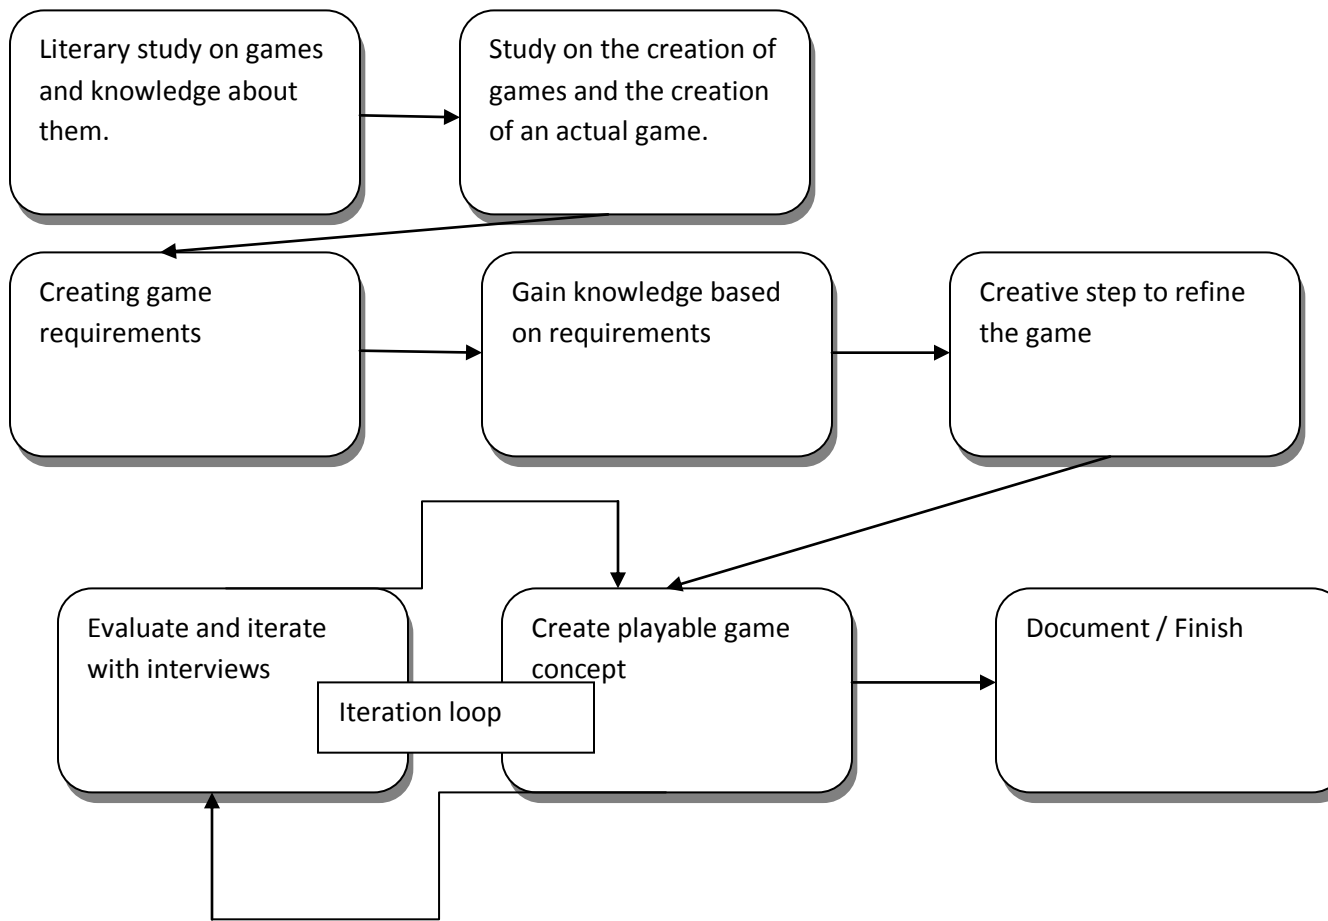 Literary study on games
and knowledge about
them.
Study on the creation of
games and the creation
of an actual game.
Creating game
requirements
Gain knowledge based
on requirements
Creative step to refine
the game
Evaluate and iterate
with interviews
Iteration loop
Create playable game
concept
Document / Finish